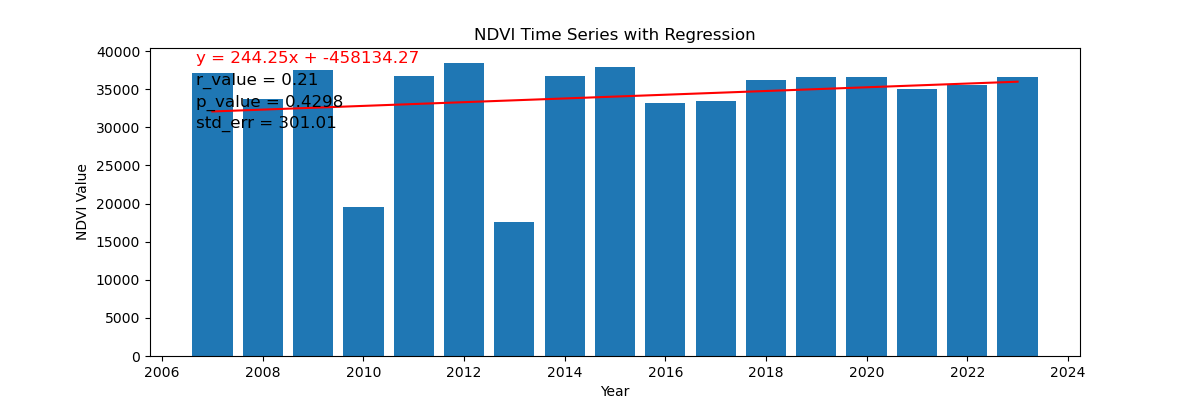 NDVI Time Series with Regression
y = 244.25x + -458134.27
r_value = 0.21
p_value = 0.4298
std_err = 301.01
40000
35000
30000
25000
20000
15000
10000
5000
0
NDVI Value
2006 2008 2010 2012 2014 2016 2018 2020 2022 2024
Year